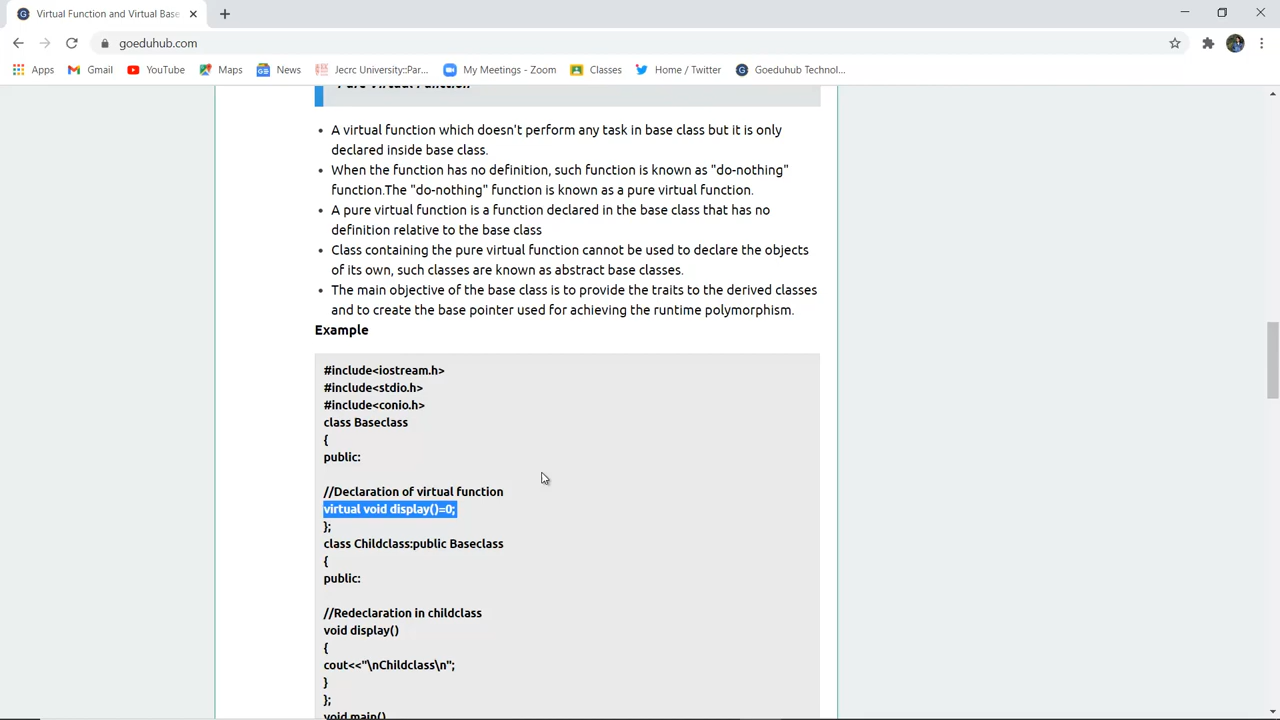 Virtual Function and Virtual Base
goeduhub.com
Apps
Gmail
YouTube
Maps
News
Jecrc University::Par...
My Meetings - Zoom
Classes
Home / Twitter
Goeduhub Technol...
Pure Virtual Function
A virtual function which doesn't perform any task in base class but it is only
declared inside base class.
When the function has no definition, such function is known as "do-nothing"
function.The "do-nothing" function is known as a pure virtual function.
A pure virtual function is a function declared in the base class that has no
definition relative to the base class
Class containing the pure virtual function cannot be used to declare the objects
of its own, such classes are known as abstract base classes.
The main objective of the base class is to provide the traits to the derived classes
and to create the base pointer used for achieving the runtime polymorphism.
Example
#include<iostream.h>
#include<stdio.h>
#include<conio.h>
class Baseclass
{
public:
//Declaration of virtual function
virtual void display()=0;
};
class Childclass:public Baseclass
{
public:
//Redeclaration in childclass
void display()
{
cout<<"\nChildclass\n";
}
};
void main()